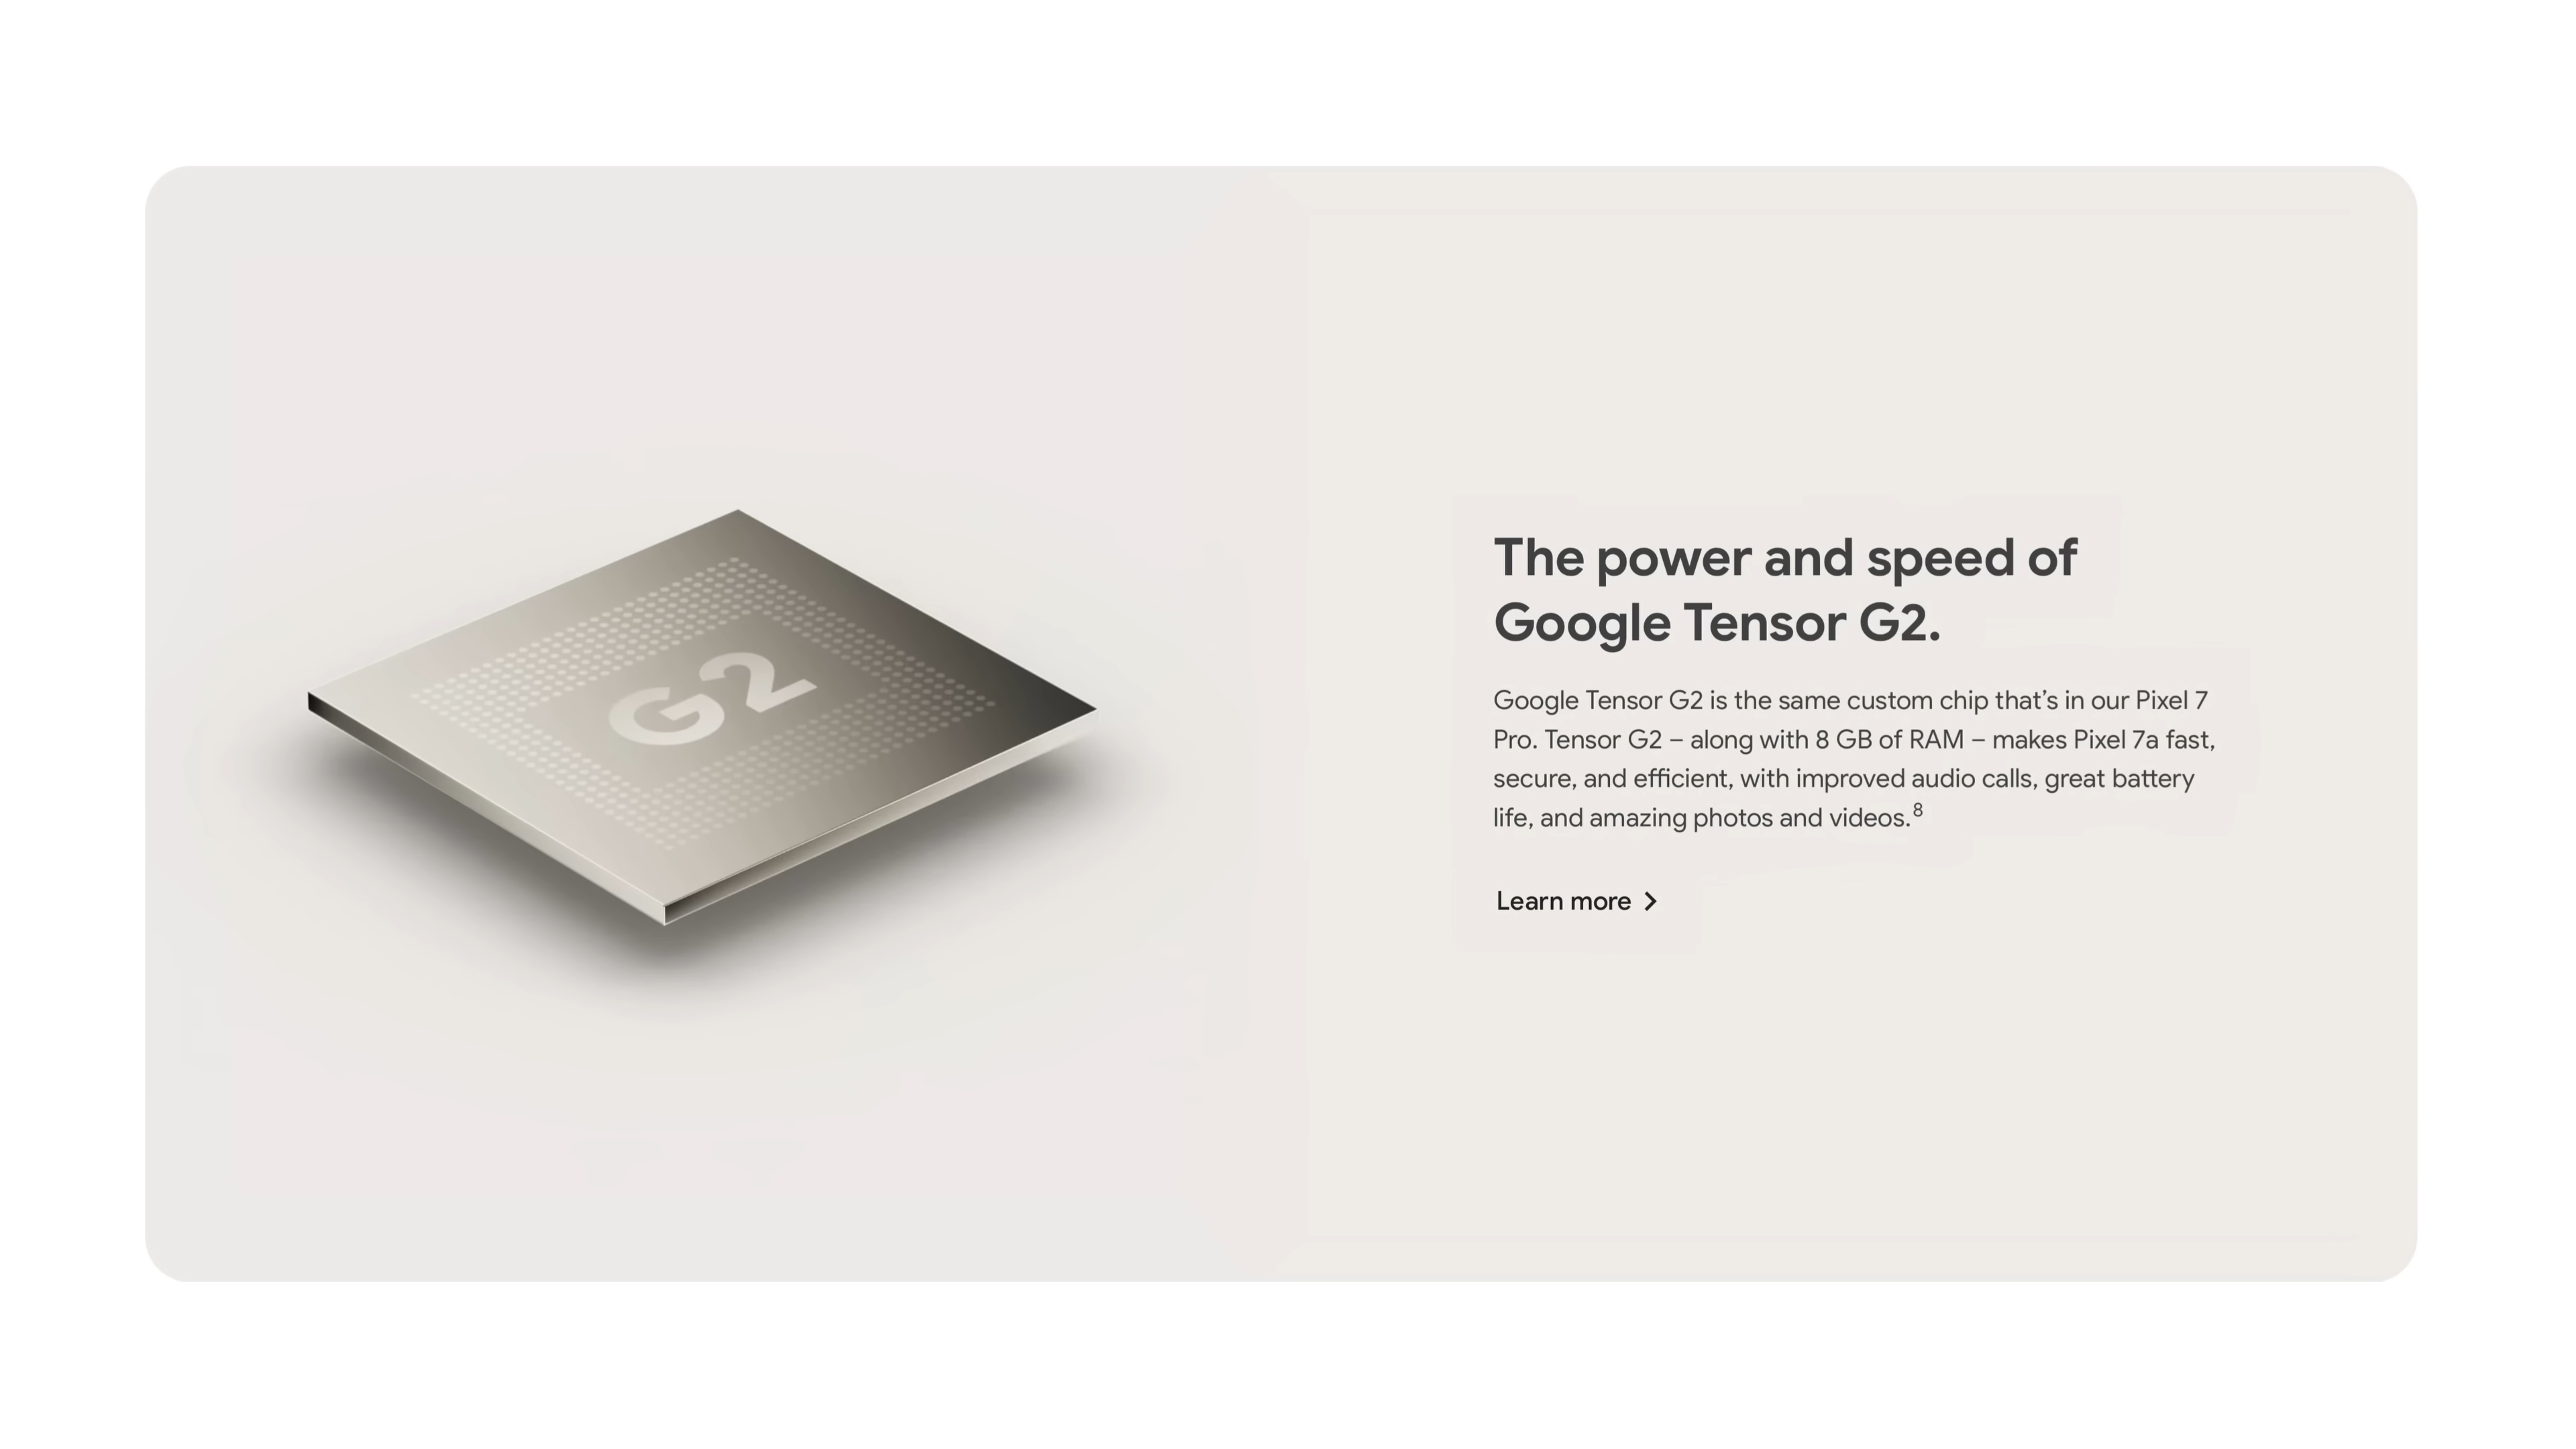 G2
The power and speed of
Google Tensor G2.
Google Tensor G2 is the same custom chip that’s in our Pixel 7
Pro. Tensor G2 – along with 8 GB of RAM – makes Pixel 7a fast,
secure, and efficient, with improved audio calls, great battery
life, and amazing photos and videos.⁸
Learn more >